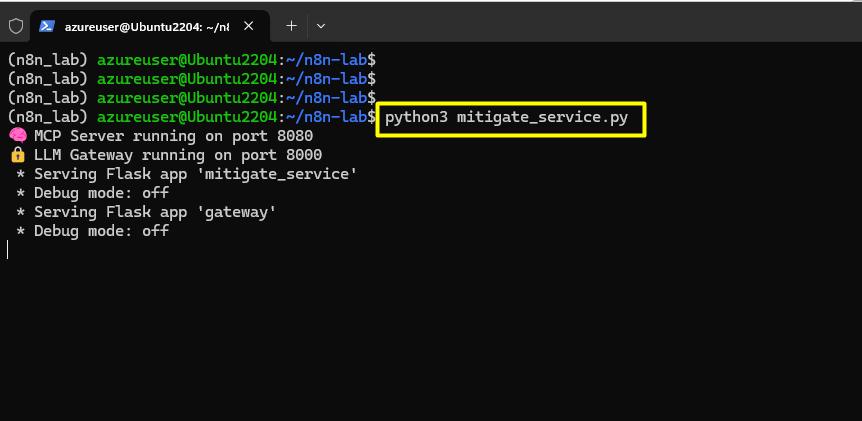 azureuser@Ubuntu2204: ~/n8
(n8n_lab) azureuser@Ubuntu2204:~/n8n-lab$
(n8n_lab) azureuser@Ubuntu2204:~/n8n-lab$
(n8n_lab) azureuser@Ubuntu2204:~/n8n-lab$
(n8n_lab) azureuser@Ubuntu2204:~/n8n-lab$ python3 mitigate_service.py
🧠 MCP Server running on port 8080
🔒 LLM Gateway running on port 8000
 * Serving Flask app 'mitigate_service'
 * Debug mode: off
 * Serving Flask app 'gateway'
 * Debug mode: off